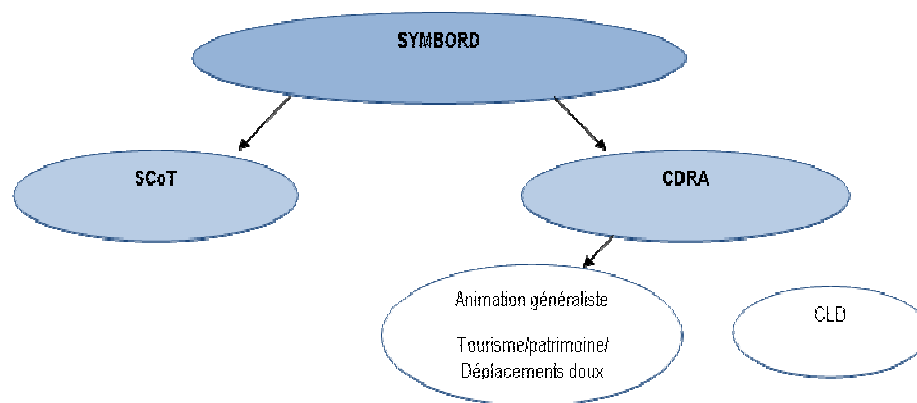 SYMBORD
SCoT
CDRA
Animation généraliste
Tourisme/patrimoine/
Déplacements doux
CLD